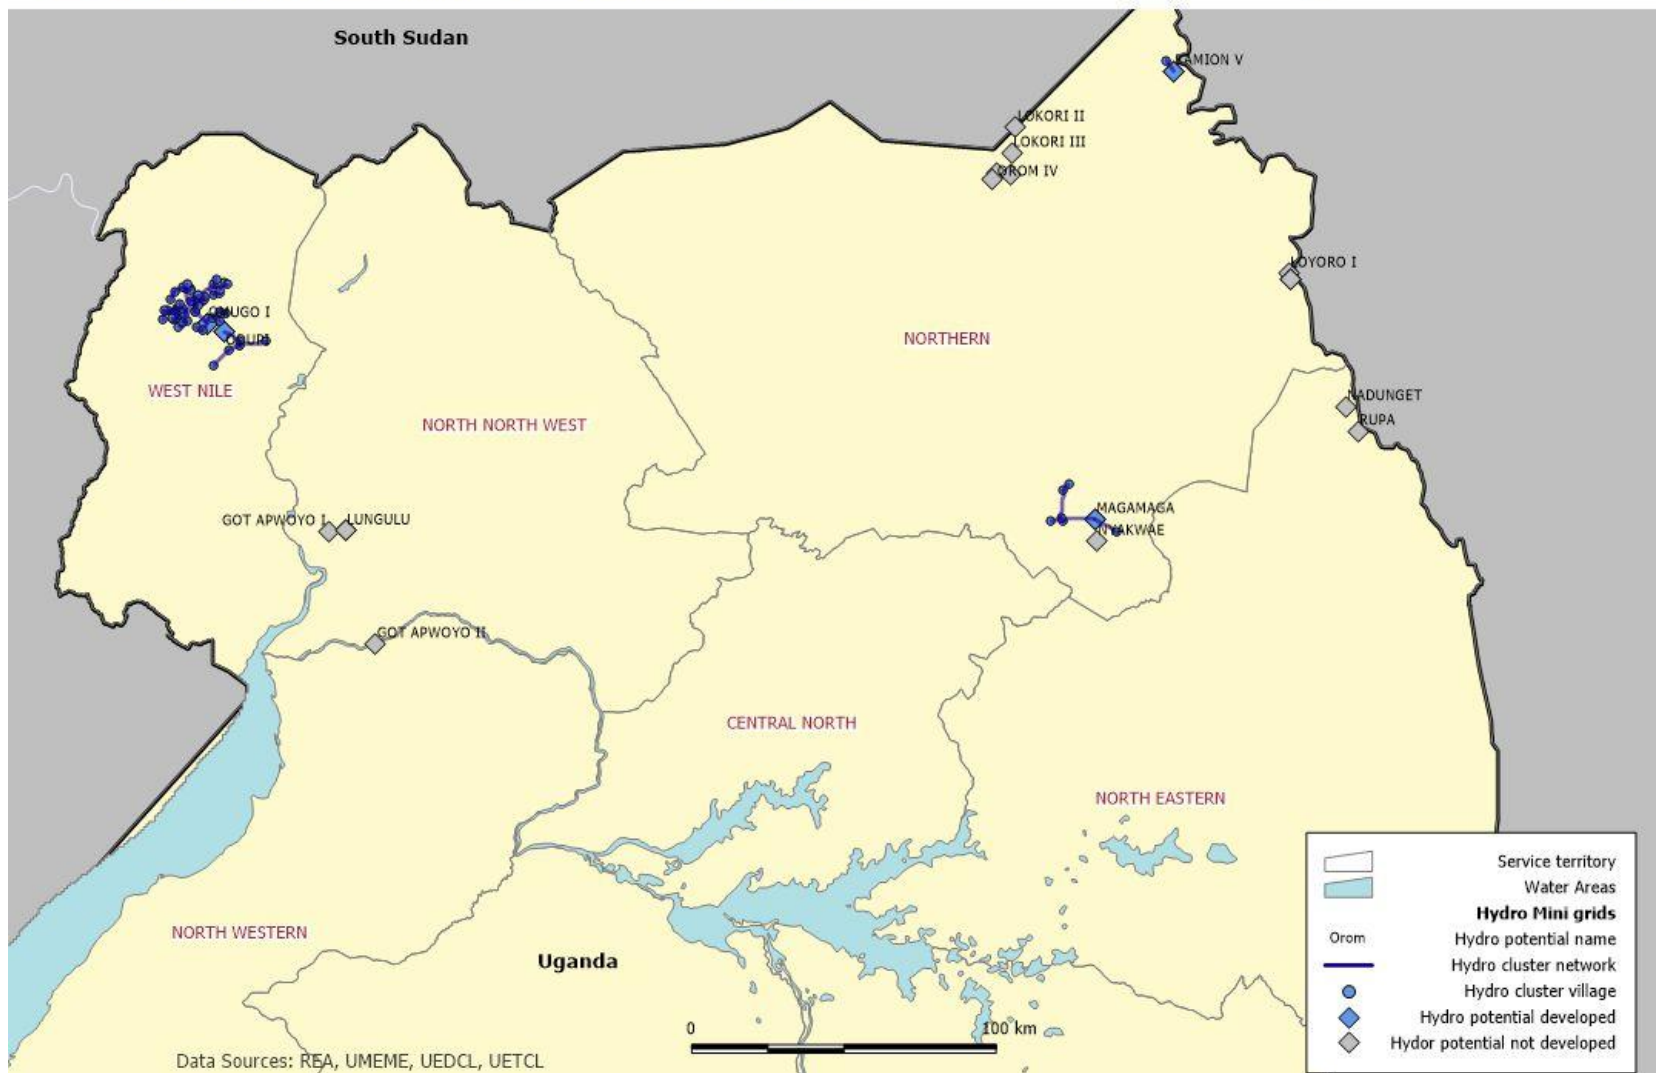 South Sudan
KAMION V
LOKORI II
LOKORI III
OROM IV
LOYORO I
OMUGO I
ODUPI
NORTHERN
WEST NILE
NADUNGET
RUPA
NORTH NORTH WEST
MAGAMAGA
NYAKWAE
GOT APWOYO I
LUNGULU
GOT APWOYO II
CENTRAL NORTH
NORTH EASTERN
NORTH WESTERN
Uganda
Service territory
Water Areas
Hydro Mini grids
Orom Hydro potential name
Hydro cluster network
Hydro cluster village
Hydro potential developed
Hydor potential not developed
0 100 km
Data Sources: REA, UMEME, UEDCL, UETCL